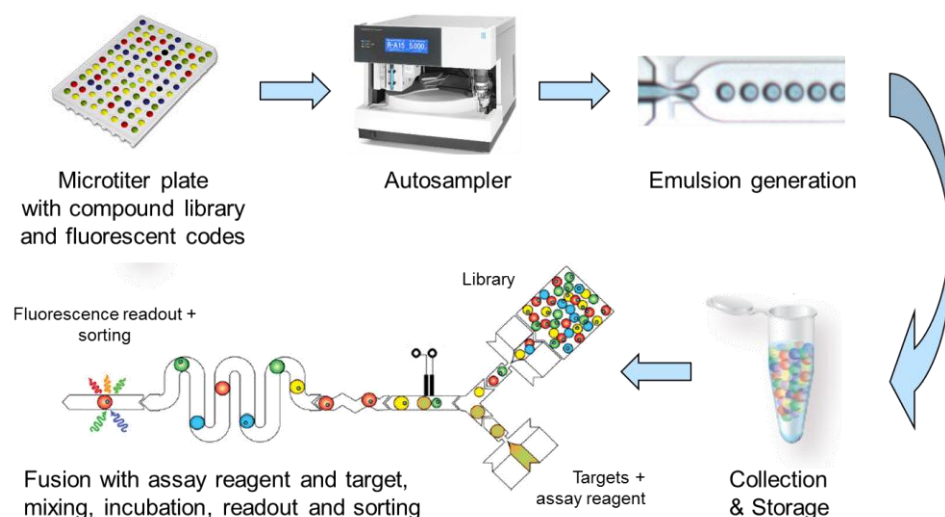 Microtiter plate
with compound library
and fluorescent codes
Autosampler
Emulsion generation
Library
Fluorescence readout +
sorting
Fusion with assay reagent and target,
mixing, incubation, readout and sorting
Targets +
assay reagent
Collection
& Storage